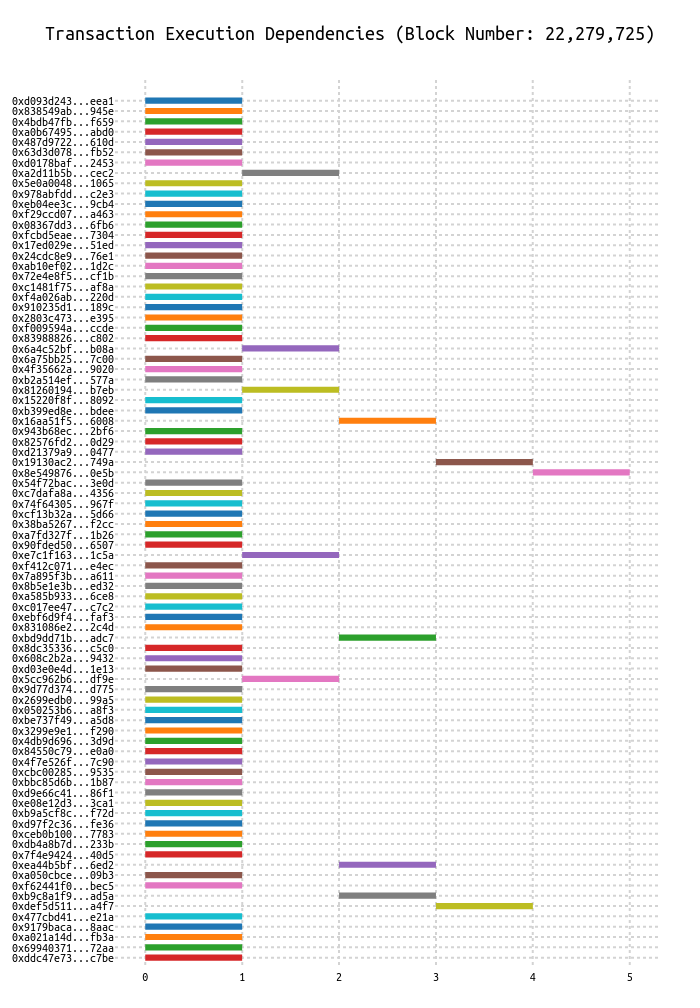 Transaction Execution Dependencies (Block Number: 22,279,725)
0xd093d243...eea1
0x838549ab...945e
0x4bdb47fb...f659
0xa0b67495...abd0
0x487d9722...610d
0x63d3d078...fb52
0xd0178baf...2453
0xa2d11b5b...cec2
0x5e0a0048...1065
0x978abfdd...c2e3
0xeb04ee3c...9cb4
0xf29ccd07...a463
0x08367dd3...6fb6
0xfcbd5eae...7304
0x17ed029e...51ed
0x24cdc8e9...76e1
0xab10ef02...1d2c
0x72e4e8f5...cf1b
0xc1481f75...af8a
0xf4a026ab...220d
0x910235d1...189c
0x2803c473...e395
0xf009594a...ccde
0x83988826...c802
0x6a4c52bf...b08a
0x6a75bb25...7c00
0x4f35662a...9020
0xb2a514ef...577a
0x81260194...b7eb
0x15220f8f...8092
0xb399ed8e...bdee
0x16aa51f5...6008
0x943b68ec...2bf6
0x82576fd2...0d29
0xd21379a9...0477
0x19130ac2...749a
0x8e549876...0e5b
0x54f72bac...3e0d
0xc7dafa8a...4356
0x74f64305...967f
0xcf13b32a...5d66
0x38ba5267...f2cc
0xa7fd327f...1b26
0x90fded50...6507
0xe7c1f163...1c5a
0xf412c071...e4ec
0x7a895f3b...a611
0x8b5e1e3b...ed32
0xa585b933...6ce8
0xc017ee47...c7c2
0xebf6d9f4...faf3
0x831086e2...2c4d
0xbd9dd71b...adc7
0x8dc35336...c5c0
0x608c2b2a...9432
0xd03e0e4d...1e13
0x5cc962b6...df9e
0x9d77d374...d775
0x2699edb0...99a5
0x050253b6...a8f3
0xbe737f49...a5d8
0x3299e9e1...f290
0x4db9d696...3d9d
0x84550c79...e0a0
0x4f7e526f...7c90
0xcbc00285...9535
0xbbc85d6b...1b87
0xd9e66c41...86f1
0xe08e12d3...3ca1
0xb9a5cf8c...f72d
0xd97f2c36...fe36
0xceb0b100...7783
0xdb4a8b7d...233b
0x7f4e9424...40d5
0xea44b5bf...6ed2
0xa050cbce...09b3
0xf62441f0...bec5
0xb9c8a1f9...ad5a
0xdef5d511...a4f7
0x477cbd41...e21a
0x9179baca...8aac
0xa021a14d...fb3a
0x69940371...72aa
0xddc47e73...c7be
0 1 2 3 4 5